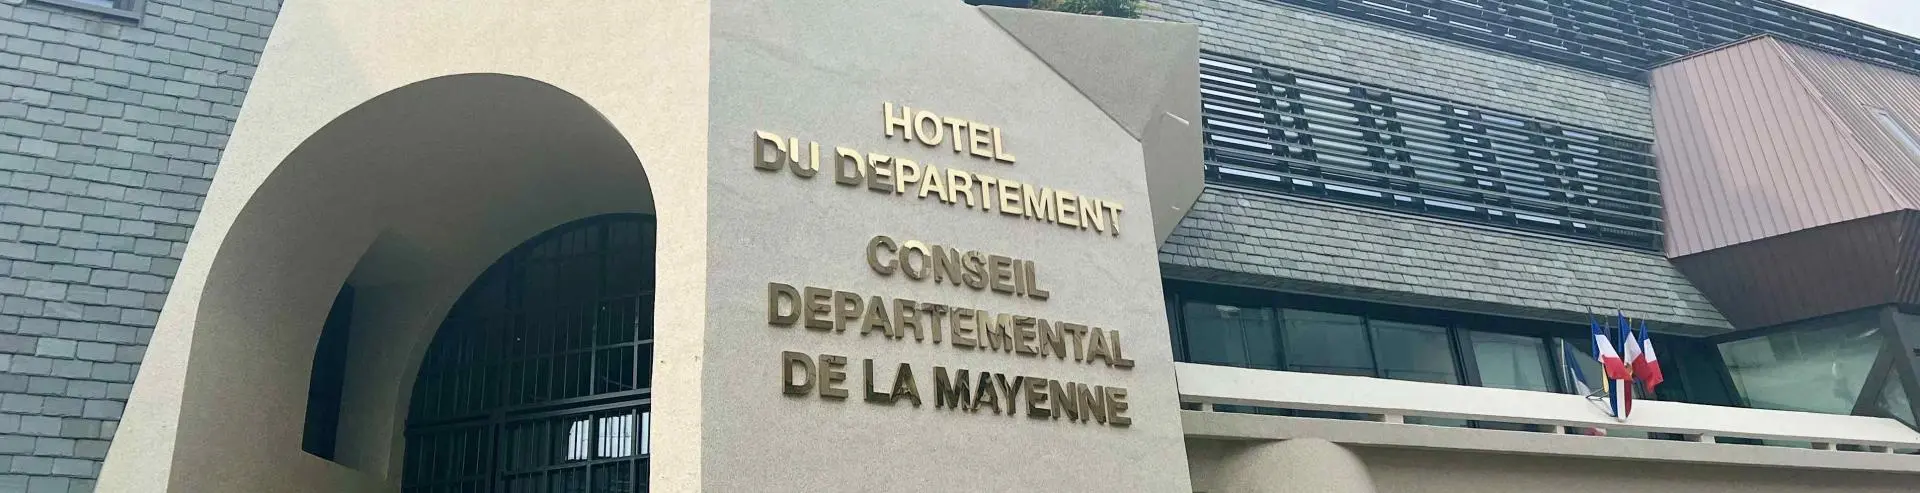 HOTEL
DU DEPARTEMENT
CONSEIL
DEPARTEMENTAL
DE LA MAYENNE